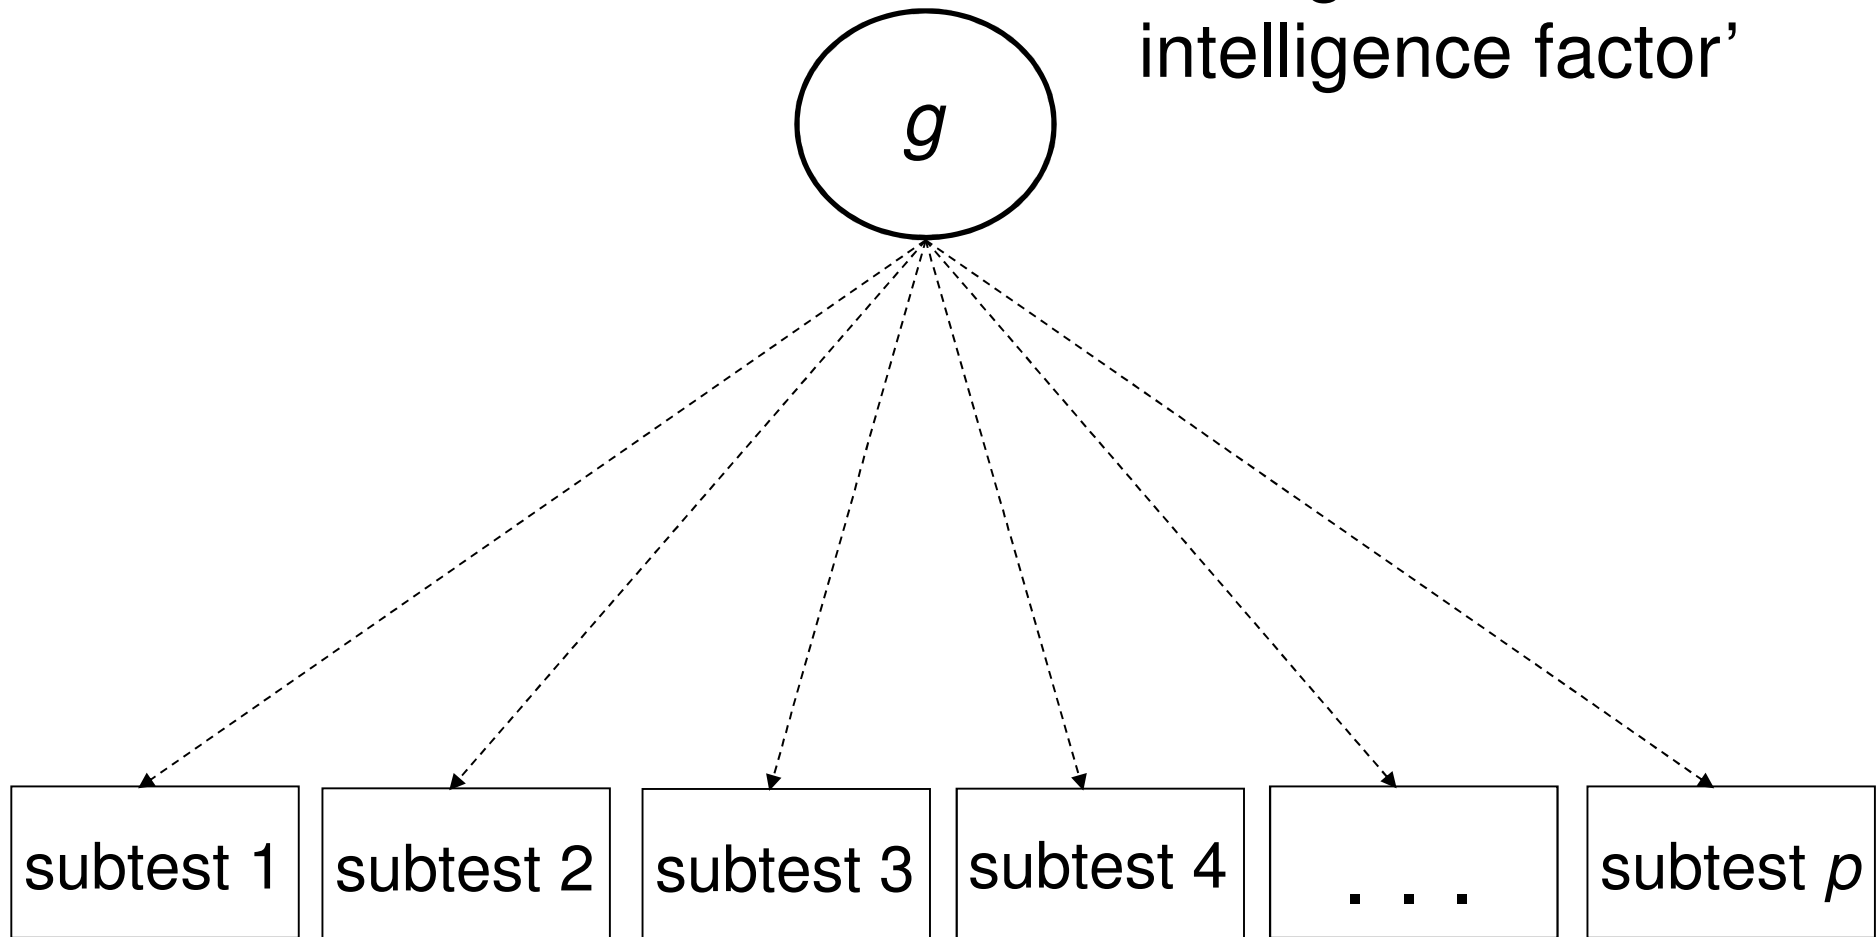 intelligence factor’
g
subtest 1
subtest 2
subtest 3
subtest 4
. . .
subtest p